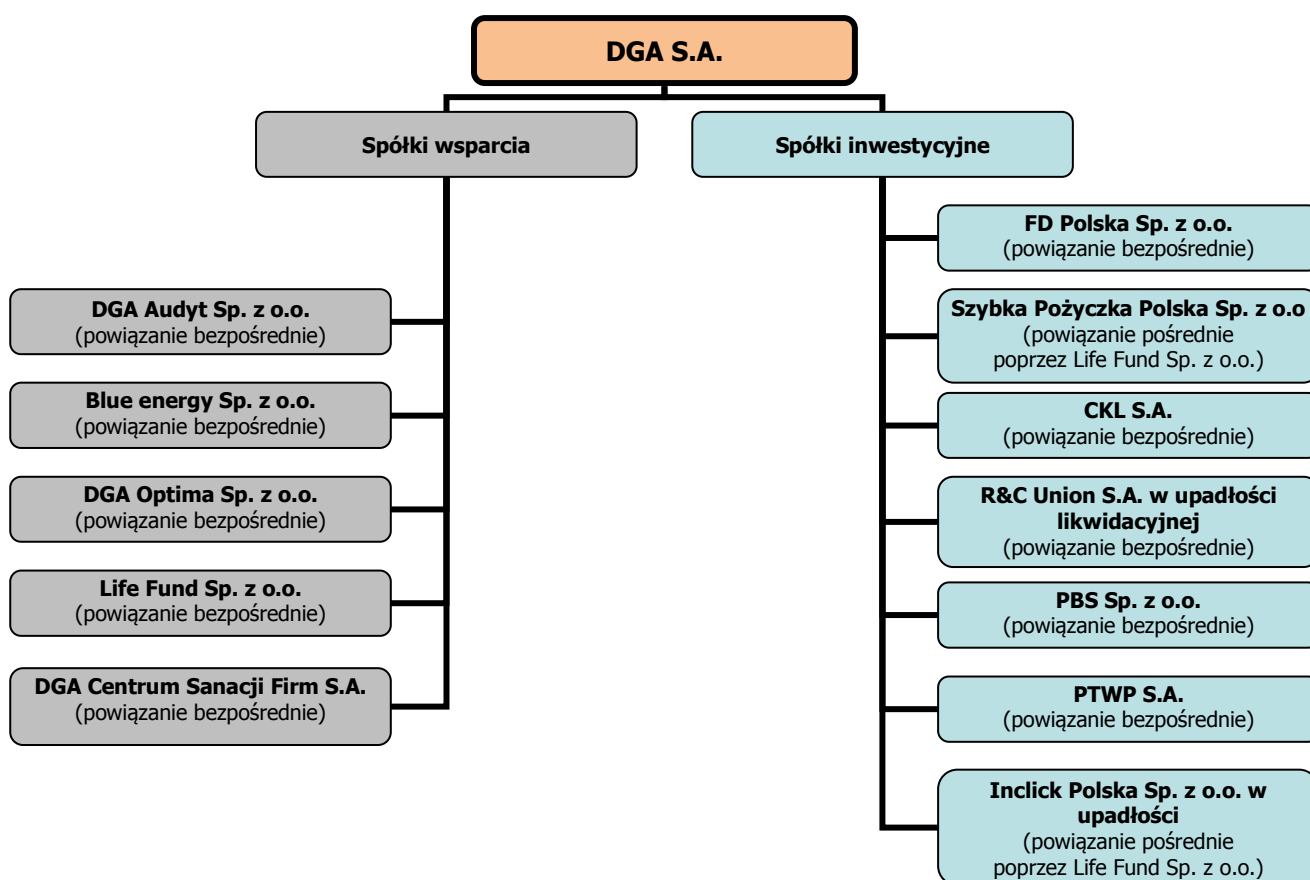 DGA S.A.
Spółki wsparcia
Spółki inwestycyjne
DGA Audyt Sp. z o.o.
(powiązanie bezpośrednie)
Blue energy Sp. z o.o.
(powiązanie bezpośrednie)
DGA Optima Sp. z o.o.
(powiązanie bezpośrednie)
Life Fund Sp. z o.o.
(powiązanie bezpośrednie)
DGA Centrum Sanacji Firm S.A.
(powiązanie bezpośrednie)
FD Polska Sp. z o.o.
(powiązanie bezpośrednie)
Szybka Pożyczka Polska Sp. z o.o
(powiązanie pośrednie
poprzez Life Fund Sp. z o.o.)
CKL S.A.
(powiązanie bezpośrednie)
R&C Union S.A. w upadłości
likwidacyjnej
(powiązanie bezpośrednie)
PBS Sp. z o.o.
(powiązanie bezpośrednie)
PTWP S.A.
(powiązanie bezpośrednie)
Inclick Polska Sp. z o.o. w
upadłości
(powiązanie pośrednie
poprzez Life Fund Sp. z o.o.)